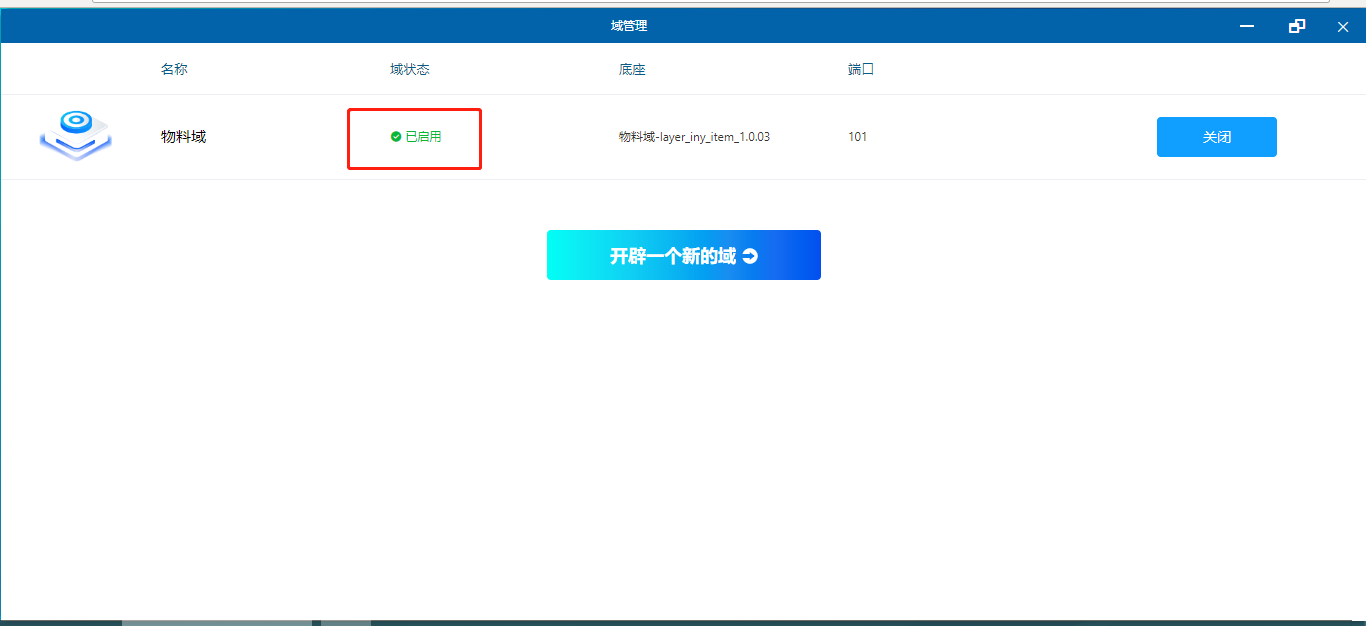 域管理
名称 域状态 底座 端口
物料域 已启用 物料域-layer_iny_item_1.0.03 101 关闭
开辟一个新的域